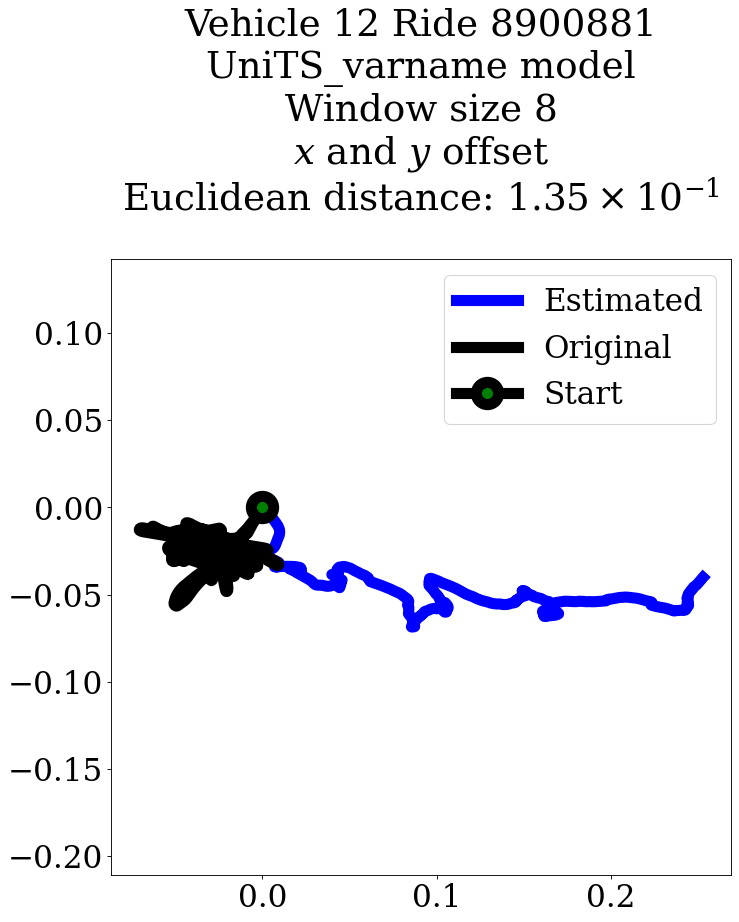 Vehicle 12 Ride 8900881
UniTS_varname model
Window size 8
x and y offset
Euclidean distance: 1.35 × 10⁻¹
Estimated
Original
Start
0.10
0.05
0.00
−0.05
−0.10
−0.15
−0.20
0.0 0.1 0.2